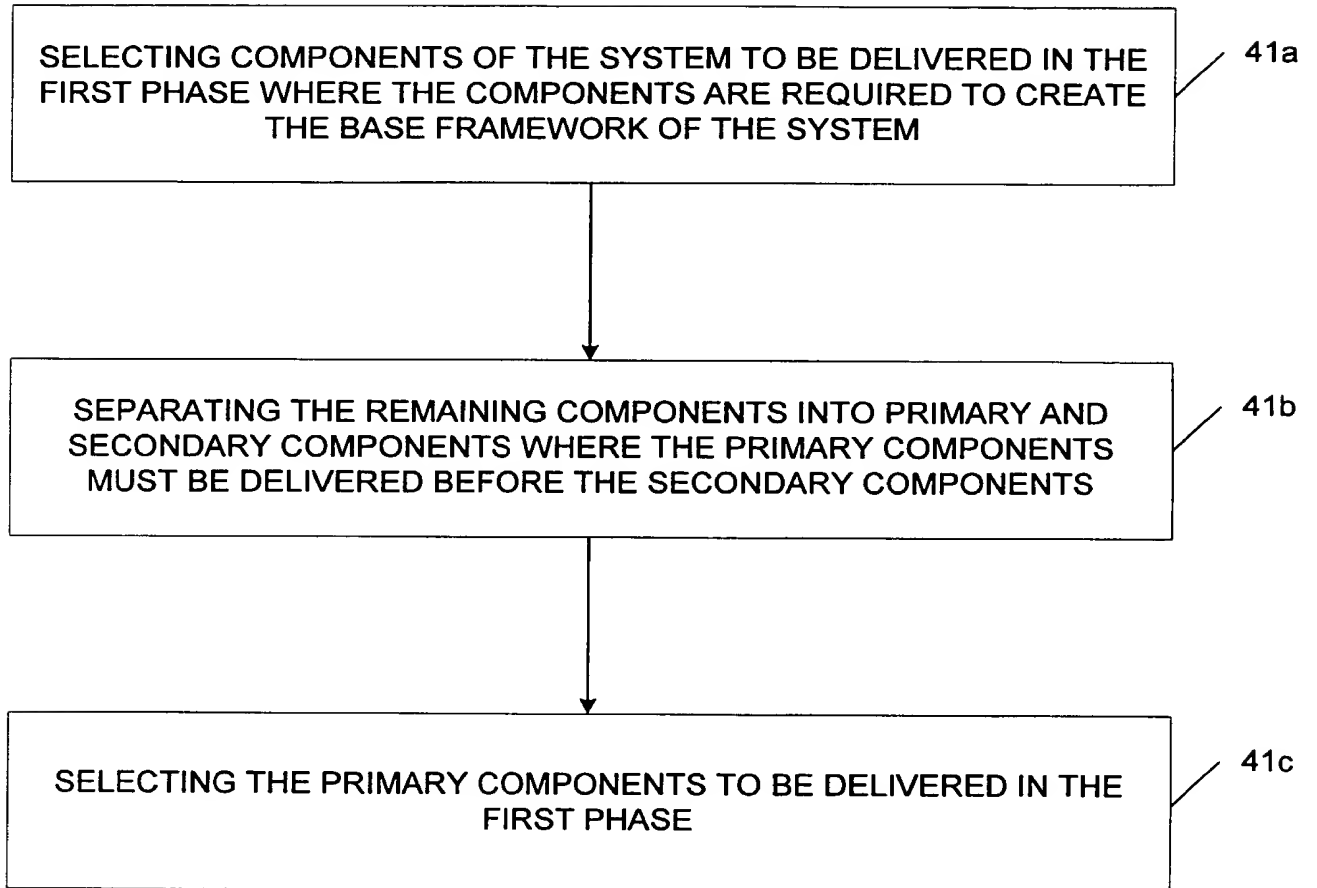 SELECTING COMPONENTS OF THE SYSTEM TO BE DELIVERED IN THE
FIRST PHASE WHERE THE COMPONENTS ARE REQUIRED TO CREATE
THE BASE FRAMEWORK OF THE SYSTEM
41a
SEPARATING THE REMAINING COMPONENTS INTO PRIMARY AND
SECONDARY COMPONENTS WHERE THE PRIMARY COMPONENTS
MUST BE DELIVERED BEFORE THE SECONDARY COMPONENTS
41b
SELECTING THE PRIMARY COMPONENTS TO BE DELIVERED IN THE
FIRST PHASE
41c